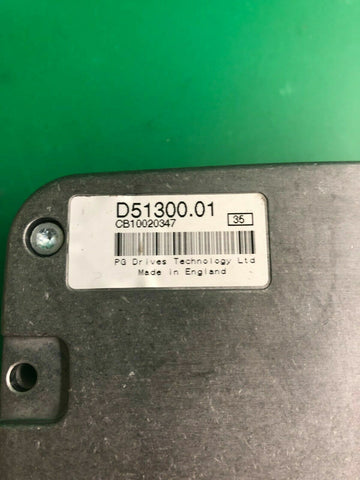 D51300.01
CB10020347
35
PG Drives Technology Ltd
Made in England